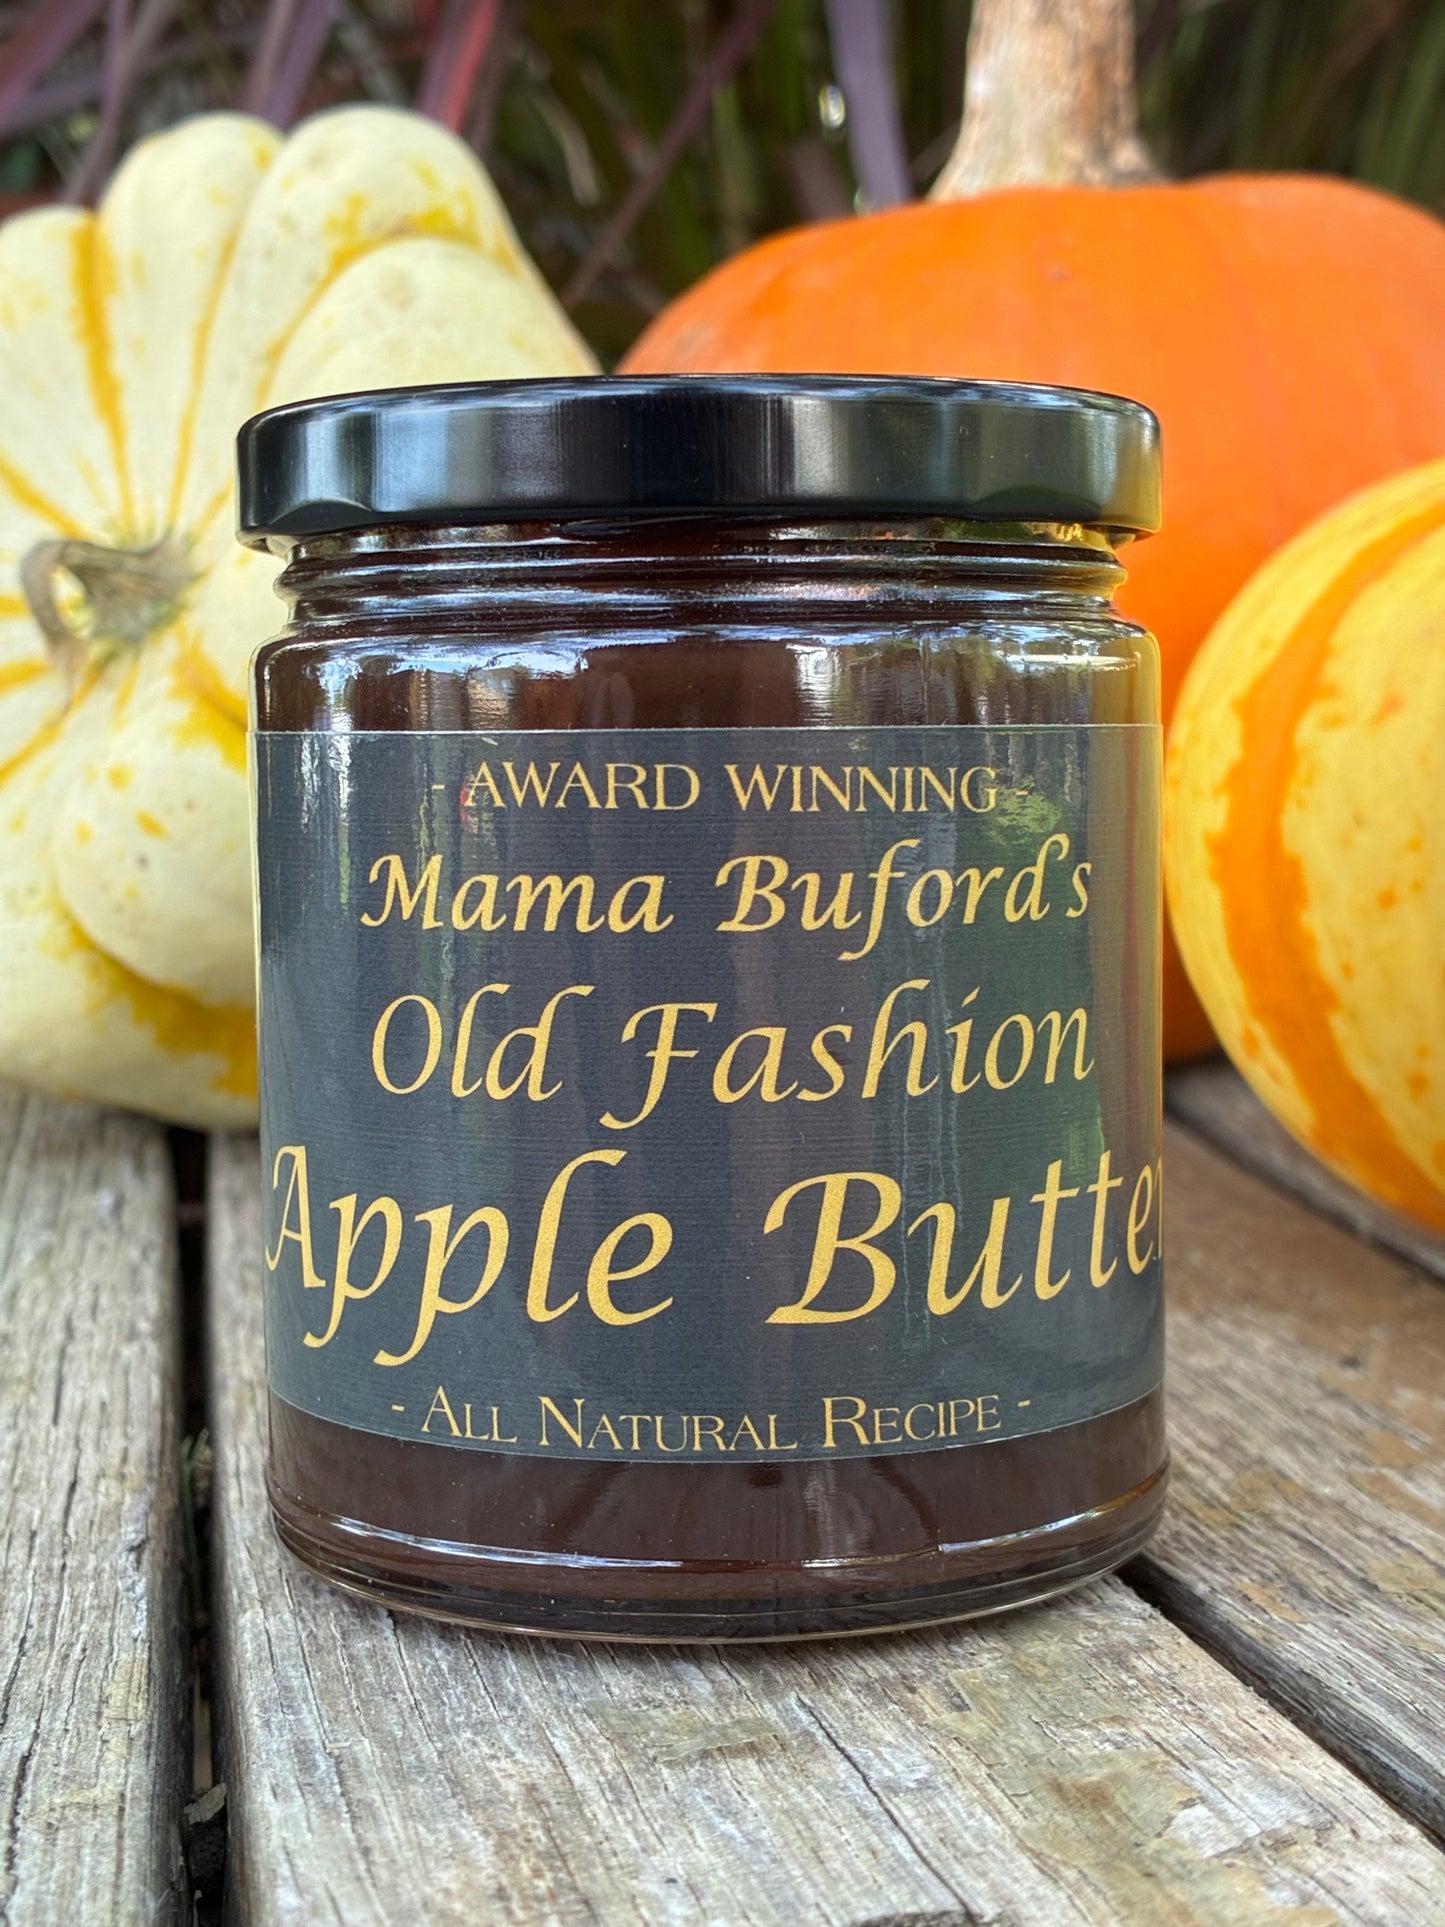 - AWARD WINNING -
Mama Buford's
Old Fashion
Apple Butter
- ALL NATURAL RECIPE -